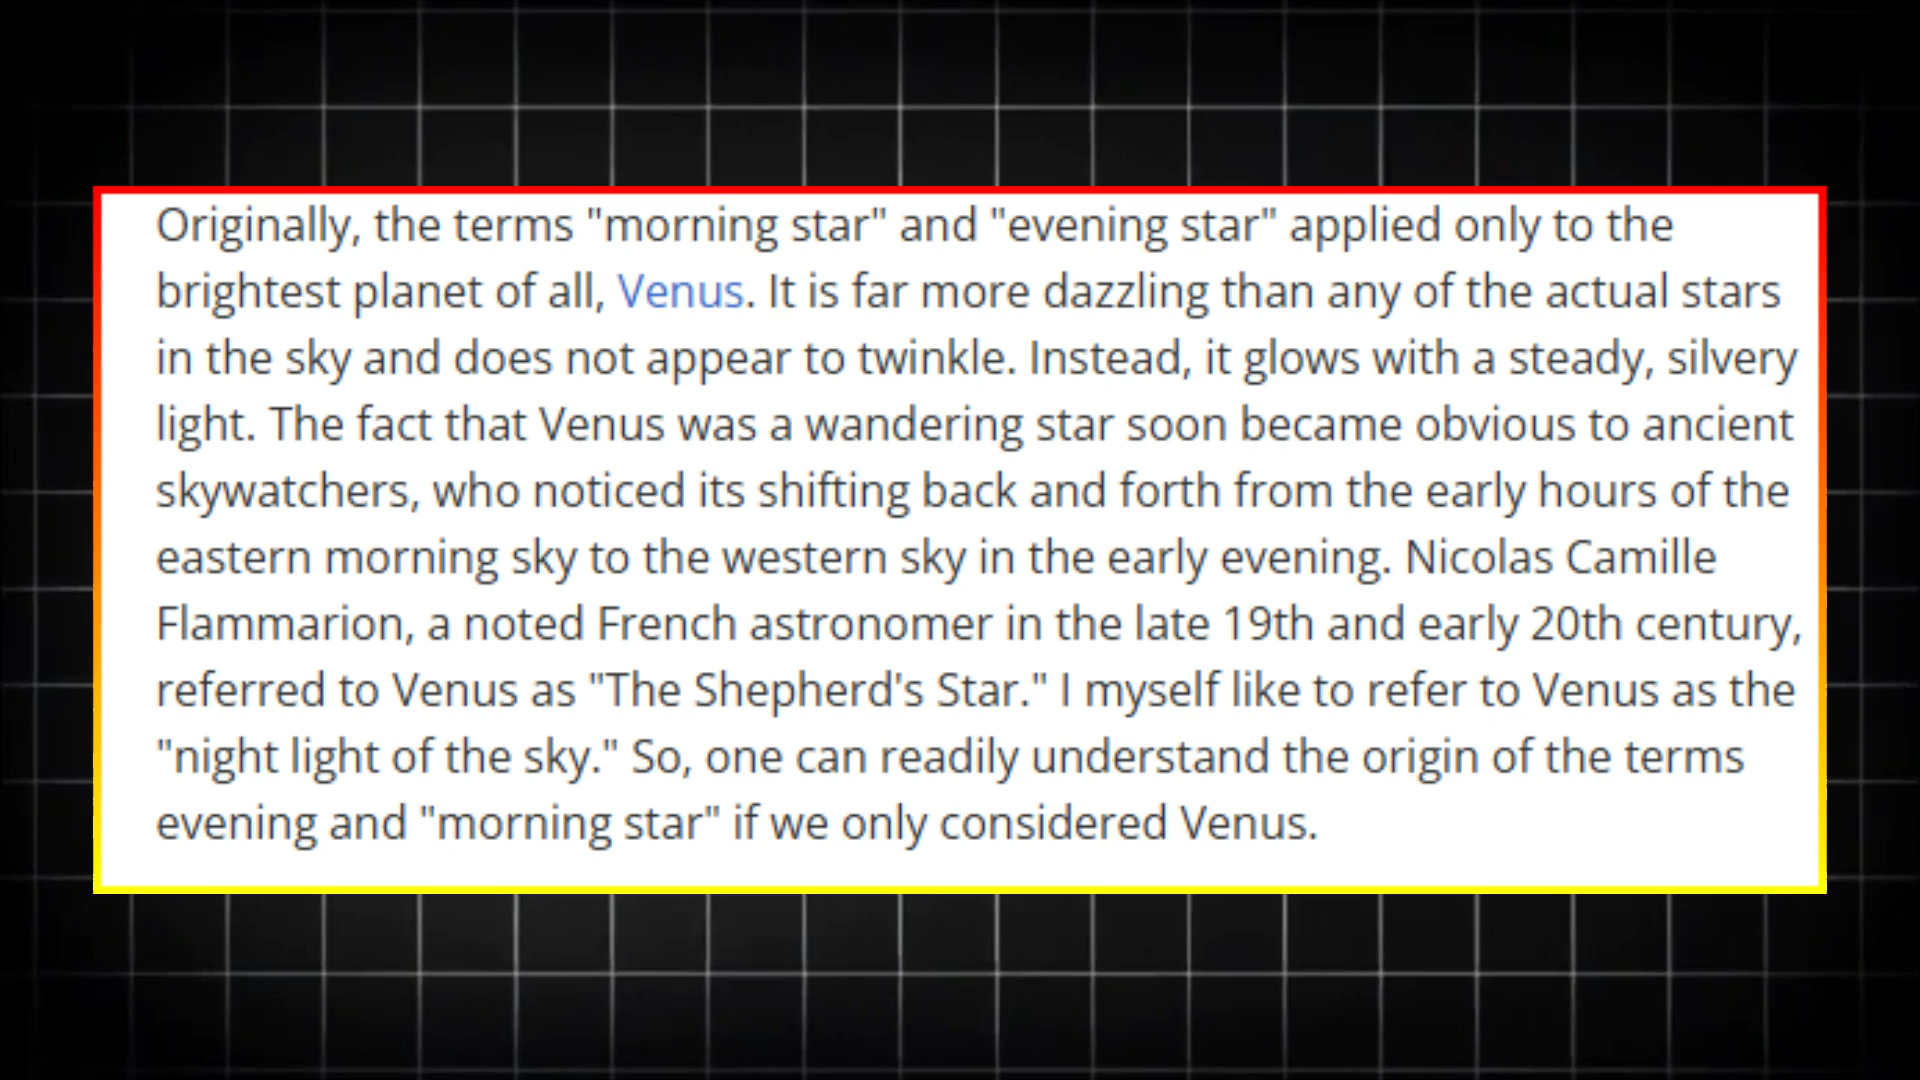 Originally, the terms "morning star" and "evening star" applied only to the
brightest planet of all, Venus. It is far more dazzling than any of the actual stars
in the sky and does not appear to twinkle. Instead, it glows with a steady, silvery
light. The fact that Venus was a wandering star soon became obvious to ancient
skywatchers, who noticed its shifting back and forth from the early hours of the
eastern morning sky to the western sky in the early evening. Nicolas Camille
Flammarion, a noted French astronomer in the late 19th and early 20th century,
referred to Venus as "The Shepherd's Star." I myself like to refer to Venus as the
"night light of the sky." So, one can readily understand the origin of the terms
evening and "morning star" if we only considered Venus.